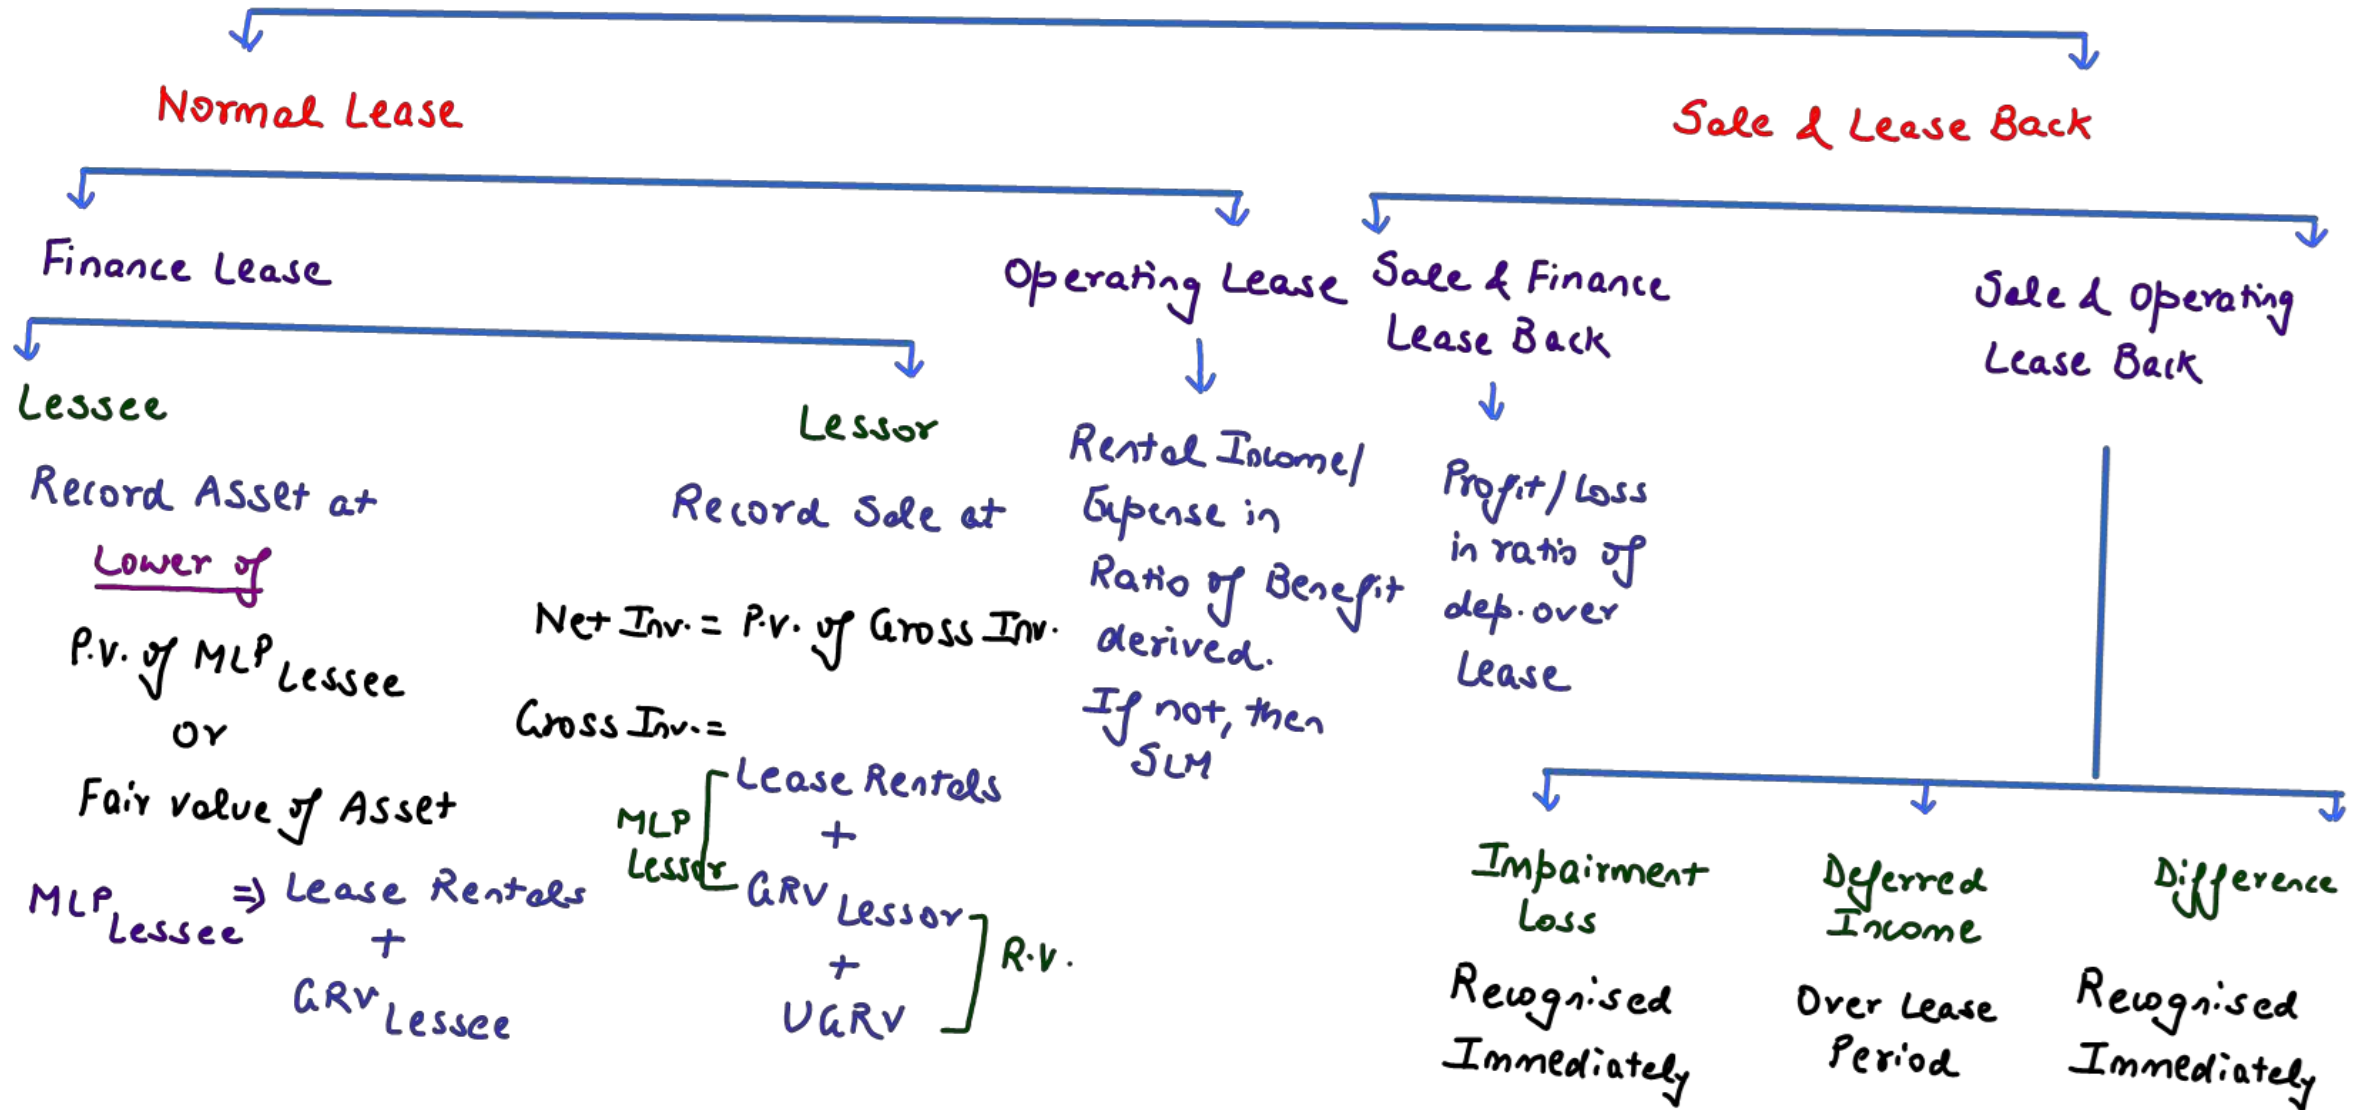 Normal Lease
Sale & Lease Back
Finance Lease
Operating Lease
Sale & Finance
Lease Back
Sale & Operating
Lease Back
Lessee
Record Asset at
Lower of
P.V. of MLP Lessee
or
Fair value of Asset
MLP Lessee => Lease Rentals
+
GRV Lessee
Lessor
Record Sale at
Net Inv. = P.V. of Gross Inv.
Gross Inv. =
Lease Rentals
+
MLP
Lessor
GRV Lessor
+
UGRV
R.V.
Rental Income/
Expense in
Ratio of Benefit
derived.
If not, then
SLM
Profit/Loss
in ratio of
dep. over
Lease
Impairment
Loss
Recognised
Immediately
Deferred
Income
Over Lease
Period
Difference
Recognised
Immediately